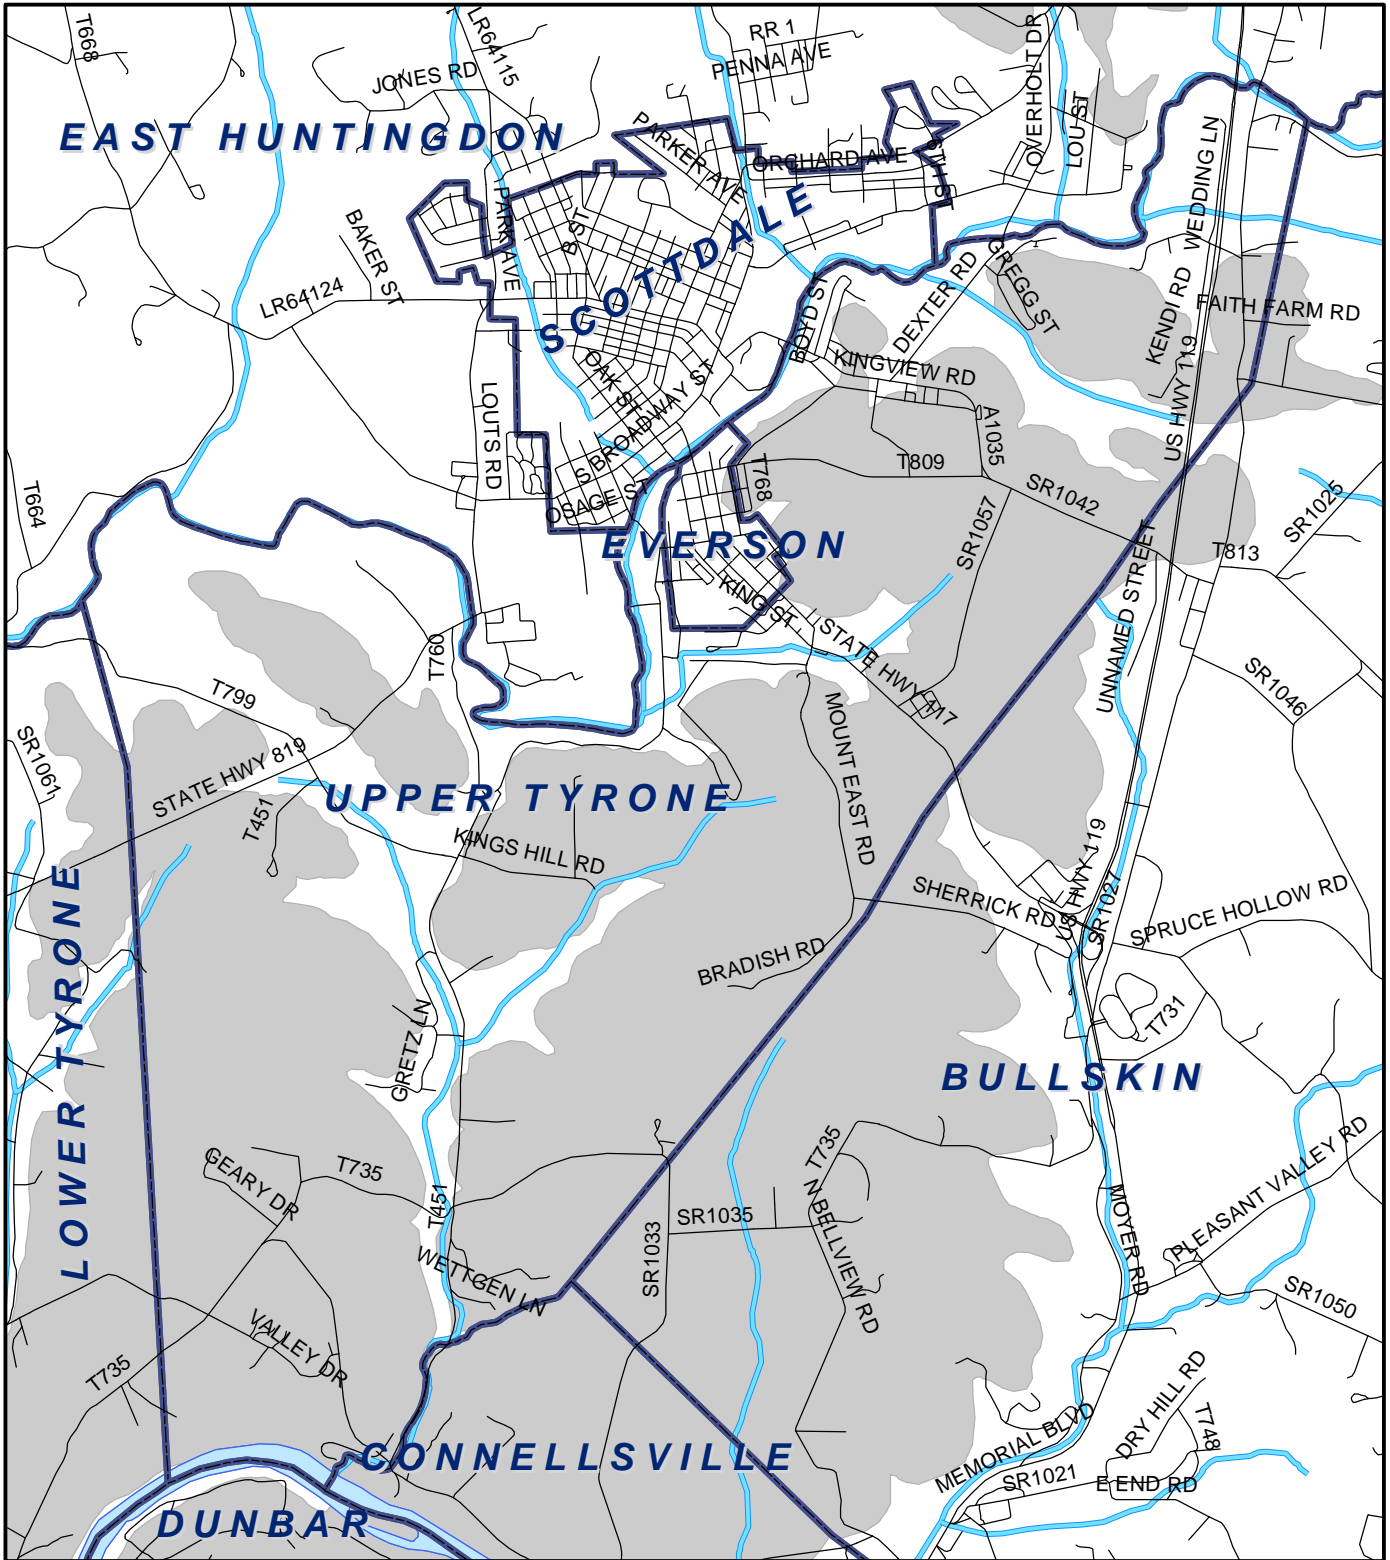 T668
LR64115
RR 1
PENNA AVE
OVERHOLT DR
JONES RD
LOU ST
EAST HUNTINGDON
PARKER AVE
ORCHARD AVE
5TH ST
WEDDING LN
PARK AVE
B ST
BAKER ST
SCOTTDALE
LR64124
BOYD ST
DEXTER RD
GREGG ST
KENDI RD
FAITH FARM RD
US HWY 119
KINGVIEW RD
OAK ST
S BROADWAY ST
LOUTS RD
A1035
T809
T768
T664
OSAGE ST
SR1042
SR1057
SR1025
EVERSON
T813
UNNAMED STREET
KING ST
STATE HWY 417
T760
T799
SR1046
MOUNT EAST RD
SR1061
STATE HWY 819
T451
UPPER TYRONE
KINGS HILL RD
US HWY 119
SR1027
SHERRICK RD
SPRUCE HOLLOW RD
BRADISH RD
LOWER TYRONE
GRETZ LN
T731
BULLSKIN
T735
PLEASANT VALLEY RD
GEARY DR
T735
T451
SR1035
SR1033
N BELLVIEW RD
MOYER RD
WETTGEN LN
SR1050
VALLEY DR
T735
DRY HILL RD
T748
MEMORIAL BLVD
CONNELLSVILLE
SR1021
E END RD
DUNBAR